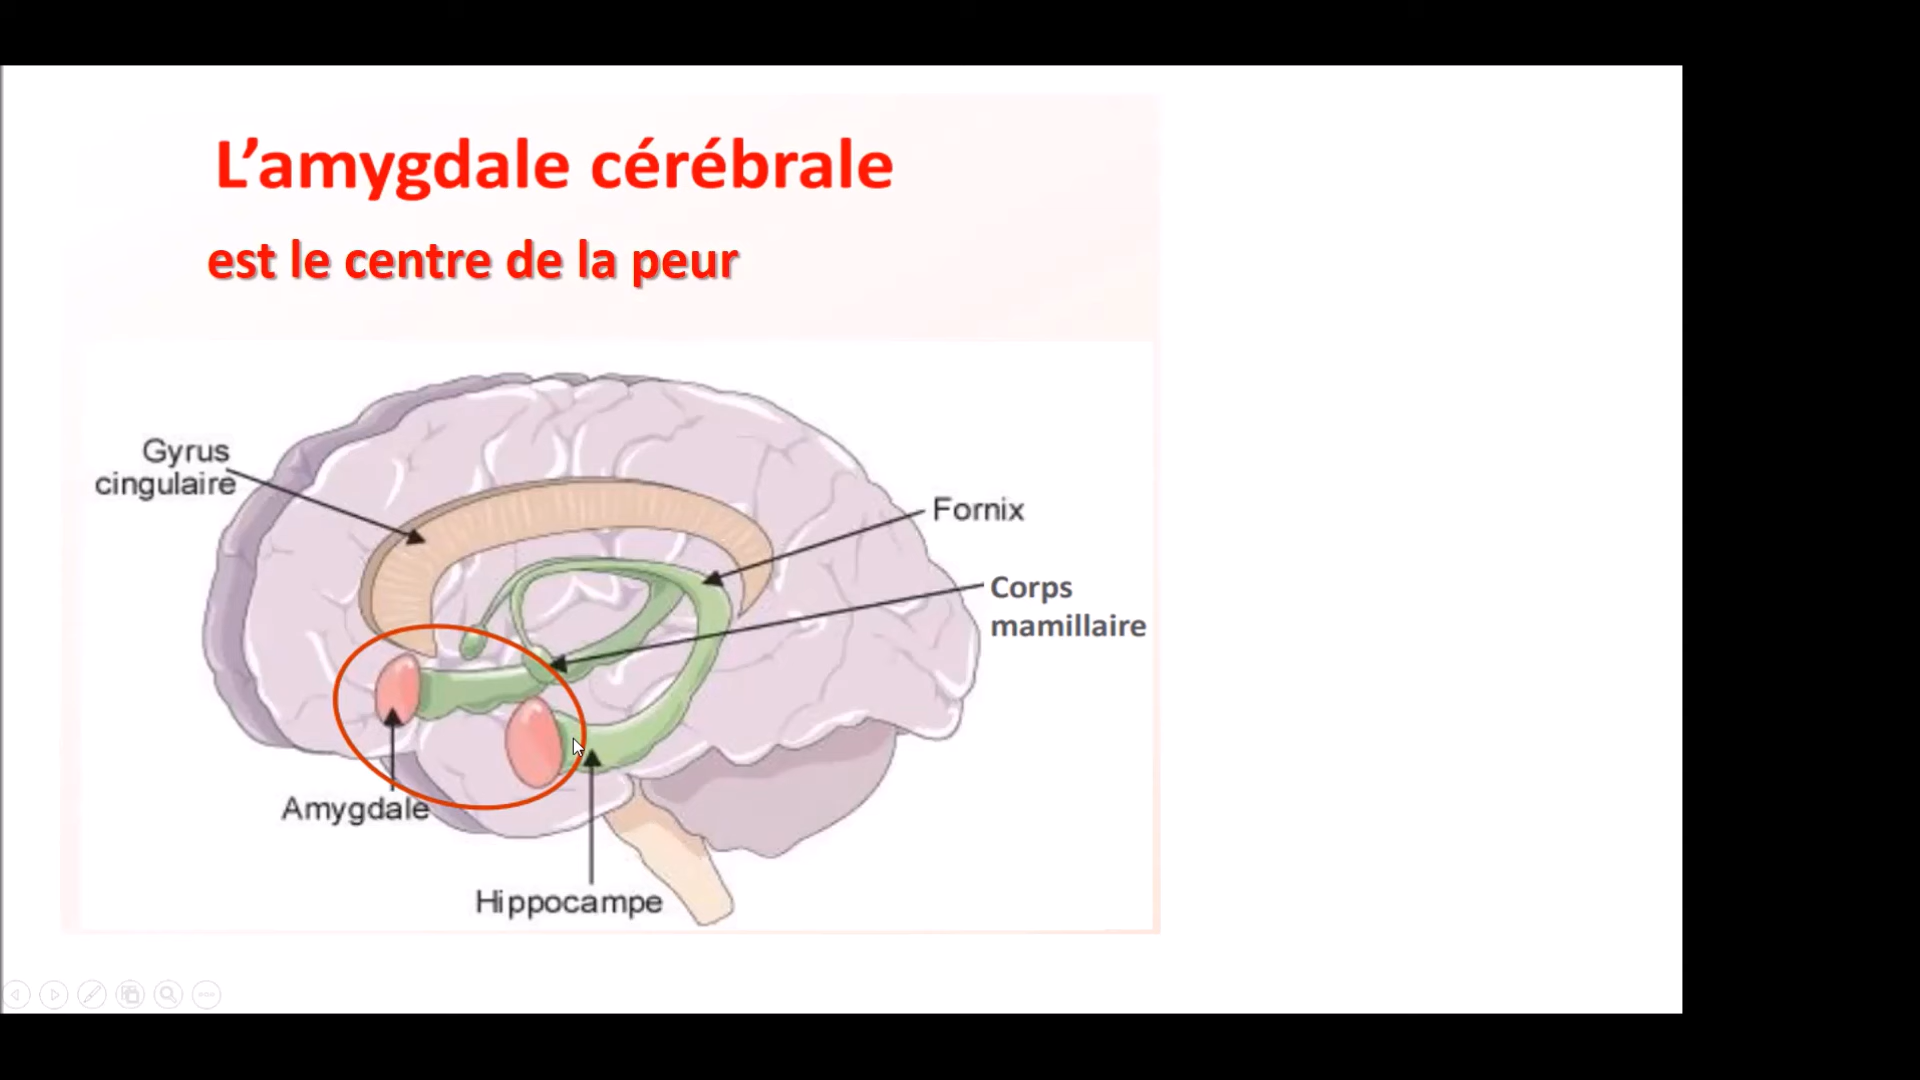 L’amygdale cérébrale
est le centre de la peur
Gyrus
cingulaire
Fornix
Corps
mamillaire
Amygdale
Hippocampe